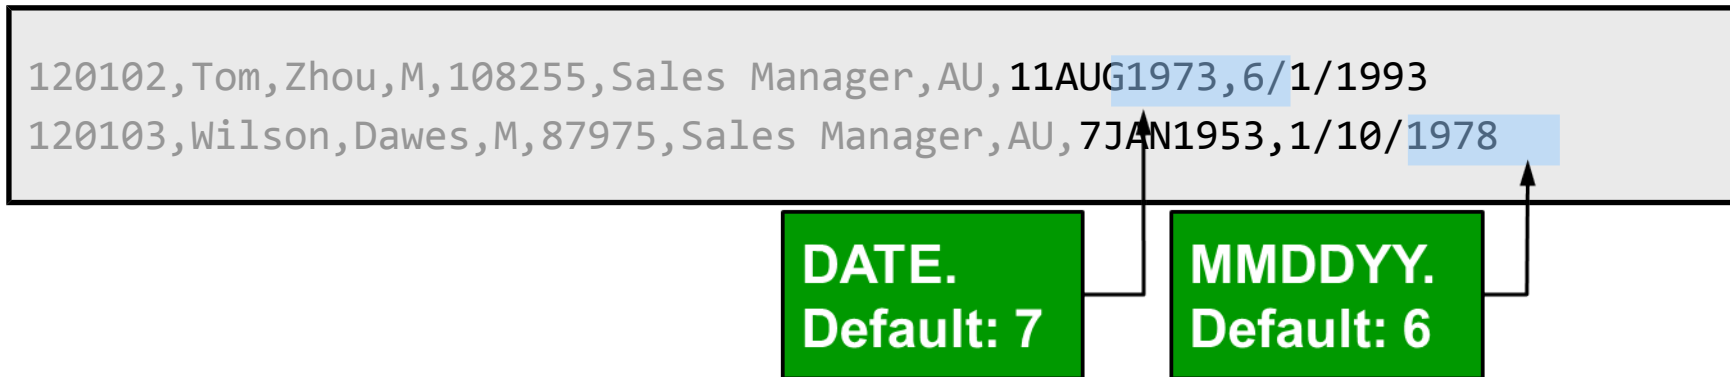 120102,Tom,Zhou,M,108255,Sales Manager,AU,11AUG1973,6/1/1993
120103,Wilson,Dawes,M,87975,Sales Manager,AU,7JAN1953,1/10/1978
DATE.
Default: 7
MMDDYY.
Default: 6